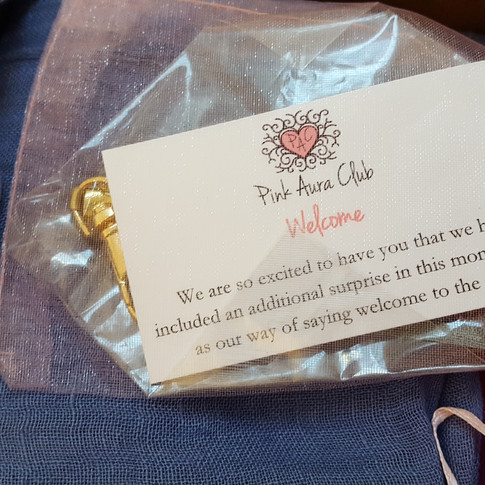 PAC
Pink Aura Club
Welcome
We are so excited to have you that we h
included an additional surprise in this mon
as our way of saying welcome to the